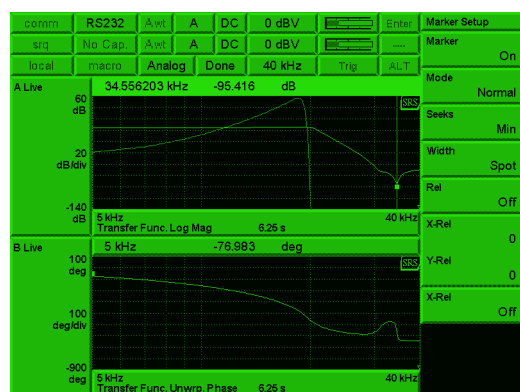 comm RS232 Awt A DC 0 dBV Enter Marker Setup
srq No Cap. Awt A DC 0 dBV -----
local macro Analog Done 40 kHz Trig ALT
Marker
On
Mode
Normal
Seeks
Min
Width
Spot
Rel
Off
X-Rel
0
Y-Rel
0
X-Rel
Off
A Live 34.556203 kHz -95.416 dB
60
dB
SRS
20
dB/div
-140
dB
5 kHz 40 kHz
Transfer Func. Log Mag 6.25 s
B Live 5 kHz -76.983 deg
100
deg
SRS
100
deg/div
-900
deg
5 kHz 40 kHz
Transfer Func. Unwrp. Phase 6.25 s